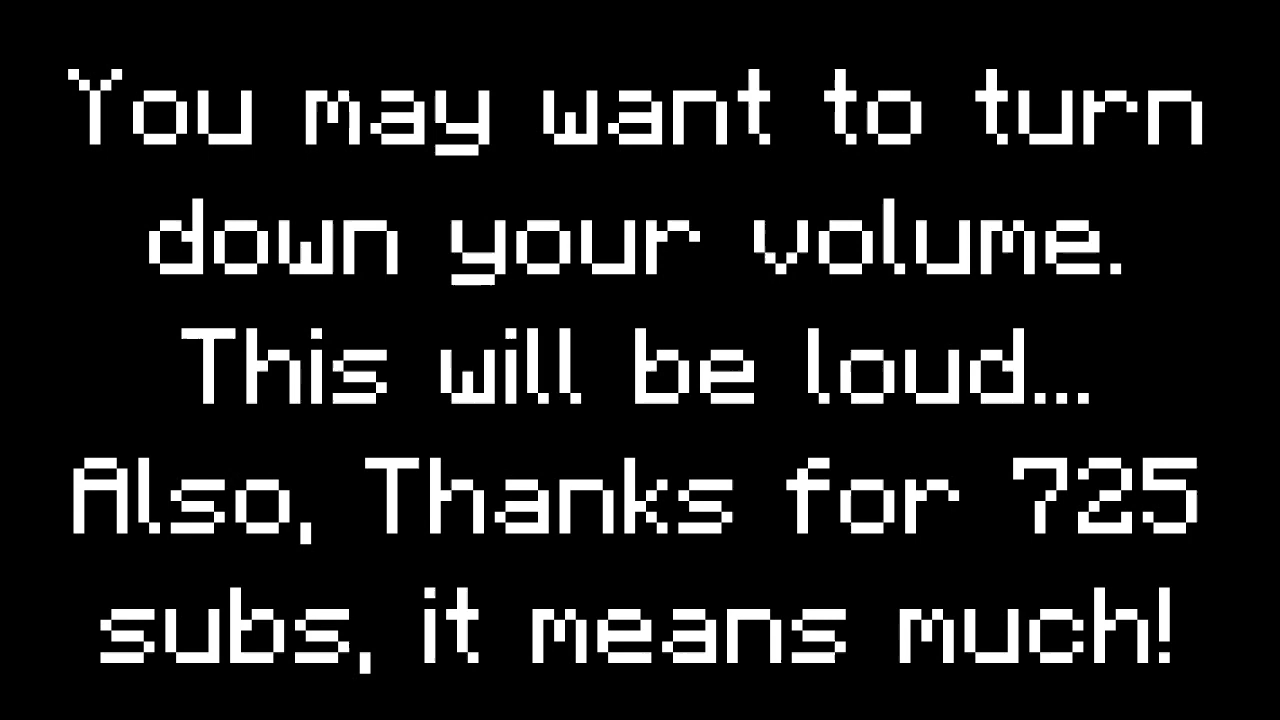 You may want to turn
down your volume.
This will be loud...
Also, Thanks for 725
subs, it means much!